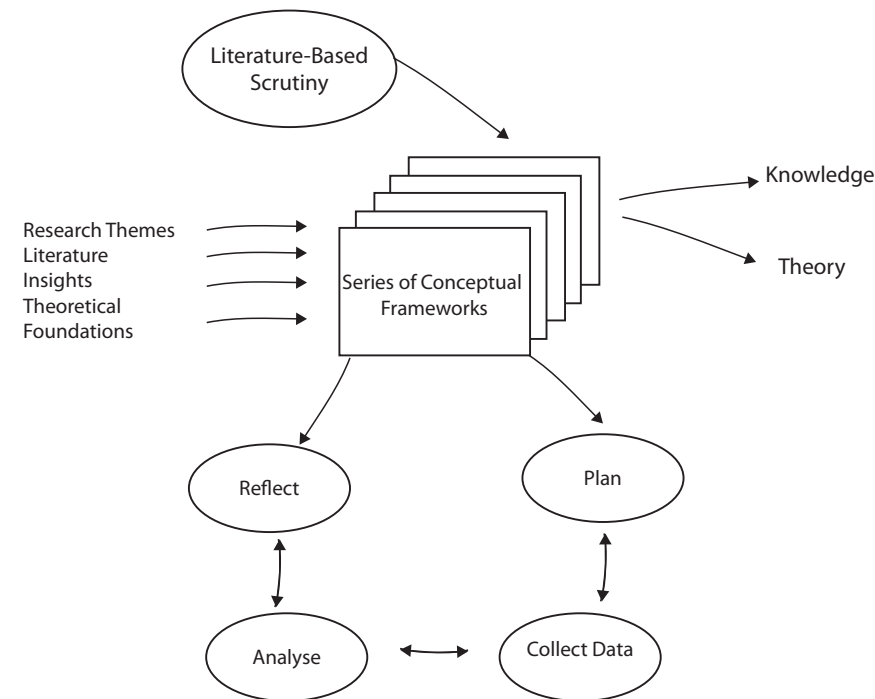 Literature-Based
Scrutiny
Knowledge
Theory
Research Themes
Literature
Insights
Theoretical
Foundations
Series of Conceptual
Frameworks
Reflect
Plan
Analyse
Collect Data